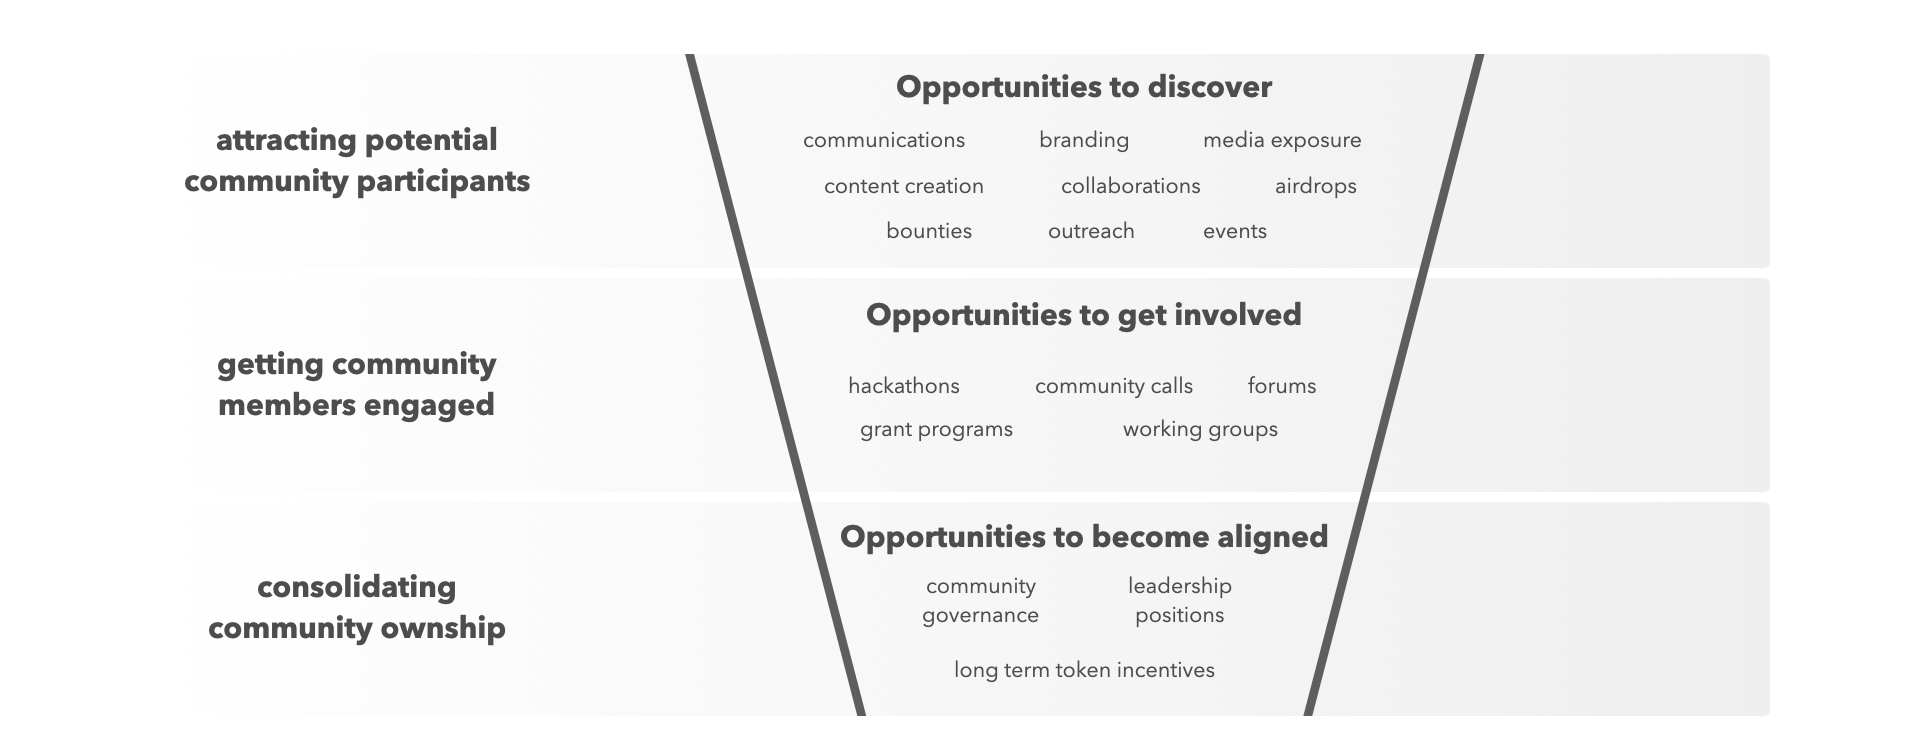 attracting potential
community participants
Opportunities to discover
communications branding media exposure
content creation collaborations airdrops
bounties outreach events
getting community
members engaged
Opportunities to get involved
hackathons community calls forums
grant programs working groups
consolidating
community ownship
Opportunities to become aligned
community leadership
governance positions
long term token incentives